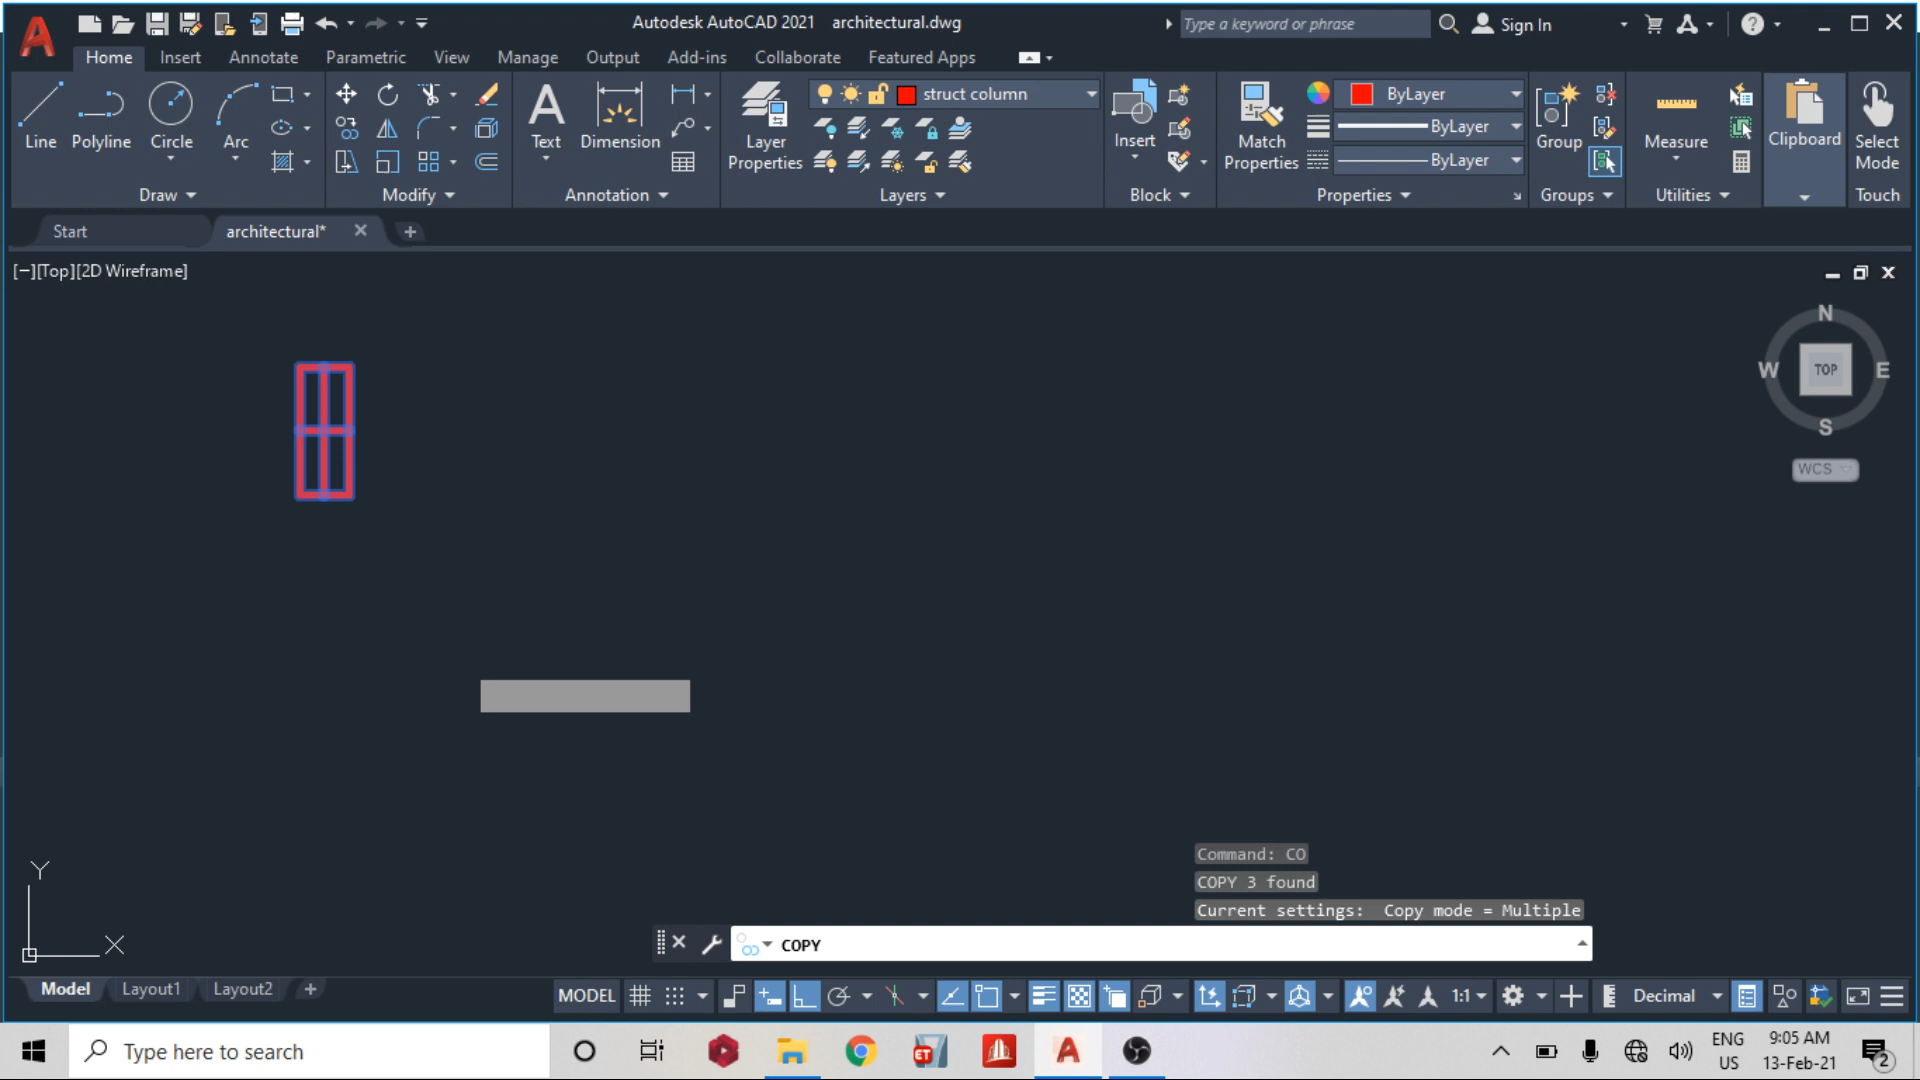 Autodesk AutoCAD 2021 architectural.dwg
Type a keyword or phrase
Sign In
Home Insert Annotate Parametric View Manage Output Add-ins Collaborate Featured Apps
Line Polyline Circle Arc
Draw
Modify
Text Dimension
Annotation
Layer Properties
struct column
Layers
Insert
Block
Match Properties
ByLayer
ByLayer
ByLayer
Properties
Group
Groups
Measure
Utilities
Clipboard
Select Mode
Touch
Start architectural*
[−][Top][2D Wireframe]
N
W TOP E
S
WCS
Y
X
Command: CO
COPY 3 found
Current settings: Copy mode = Multiple
COPY
Model Layout1 Layout2
MODEL 1:1 Decimal
Type here to search
ET
ENG
US
9:05 AM
13-Feb-21
2